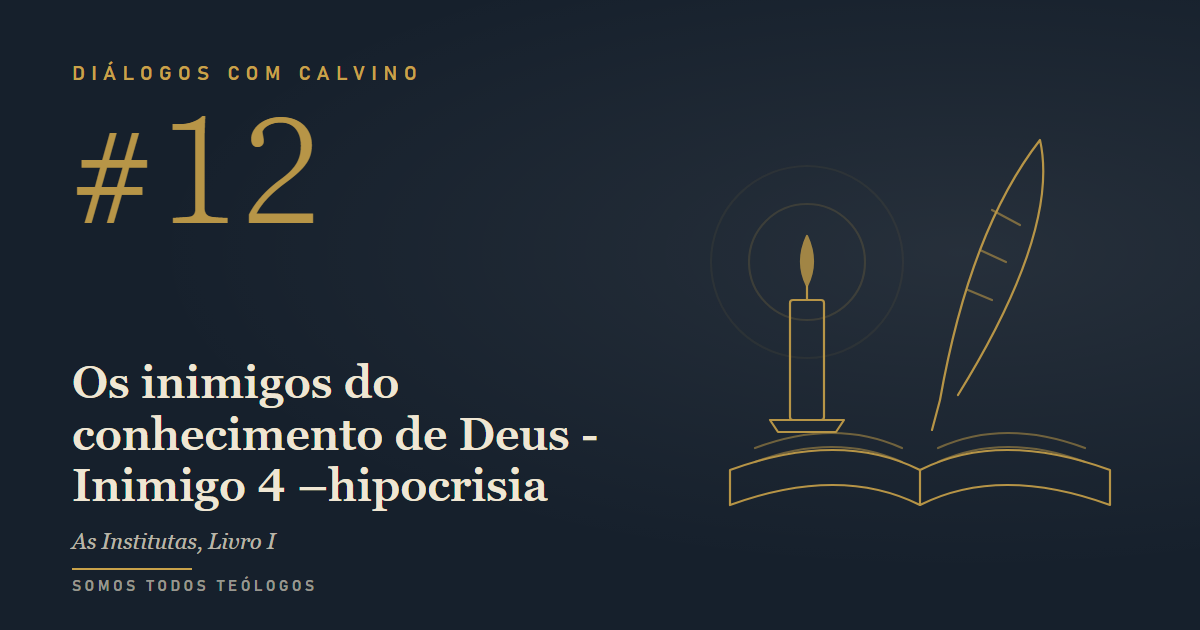 DIÁLOGOS COM CALVINO
#12
Os inimigos do
conhecimento de Deus -
Inimigo 4 –hipocrisia
As Institutas, Livro I
SOMOS TODOS TEÓLOGOS